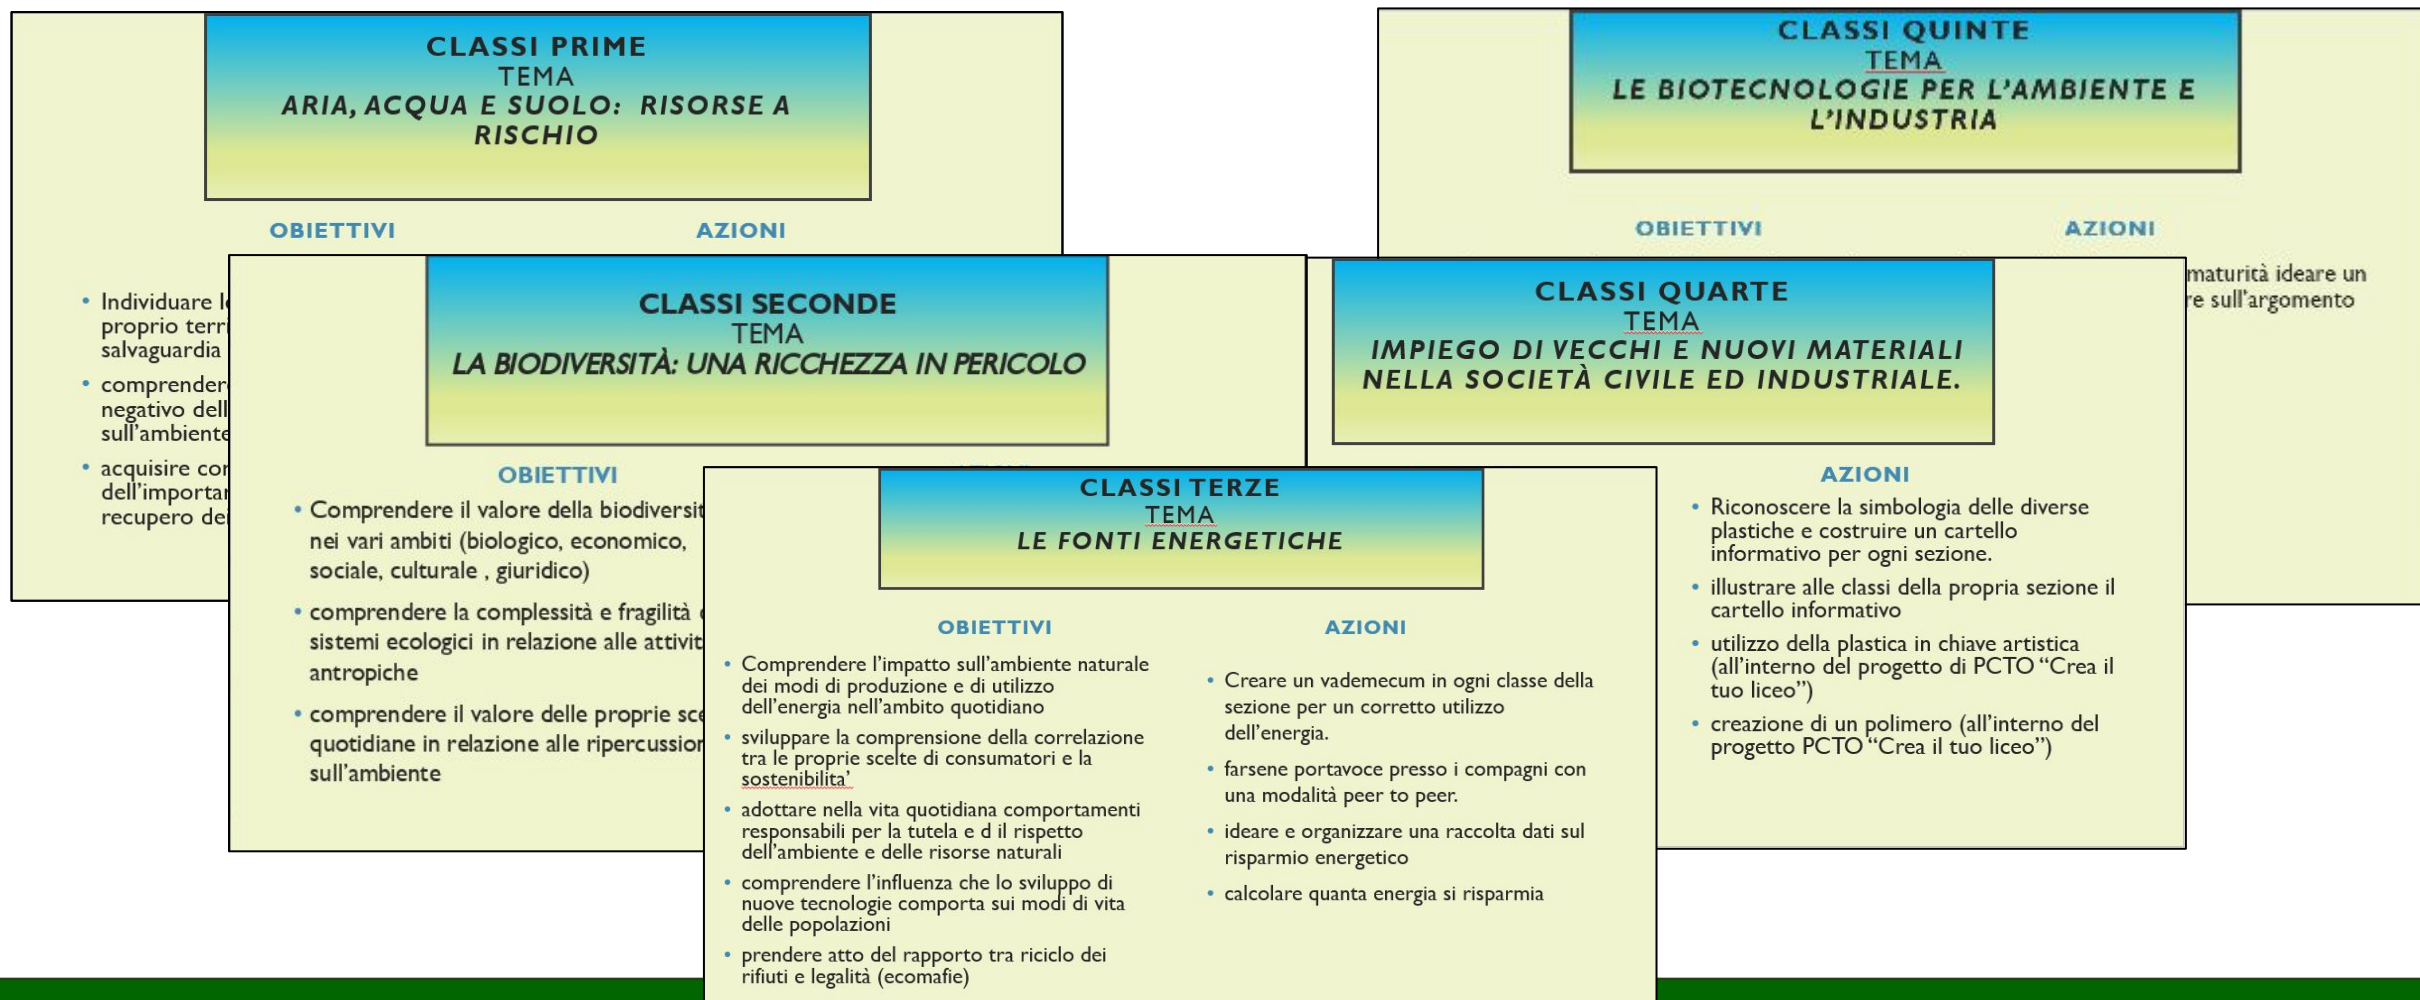 CLASSI PRIME
TEMA
ARIA, ACQUA E SUOLO: RISORSE A
RISCHIO
OBIETTIVI
AZIONI
• Individuare
proprio
salvaguardia
•
negativo
sull'ambiente
• acquisire
recupero
CLASSI SECONDE
TEMA
LA BIODIVERSITÀ: UNA RICCHEZZA IN PERICOLO
OBIETTIVI
• Comprendere il valore della
nei vari ambiti (biologico, economico,
sociale, culturale , giuridico)
• comprendere la complessità e fragilità
sistemi ecologici in relazione alle
antropiche
• comprendere il valore delle proprie
quotidiane in relazione alle
sull'ambiente
CLASSI TERZE
TEMA
LE FONTI ENERGETICHE
OBIETTIVI
• Comprendere l'impatto sull'ambiente naturale
dei modi di produzione e di utilizzo
dell'energia nell'ambito quotidiano
• sviluppare la comprensione della correlazione
tra le proprie scelte di consumatori e la
sostenibilita'
• adottare nella vita quotidiana comportamenti
responsabili per la tutela e d il rispetto
dell'ambiente e delle risorse naturali
• comprendere l'influenza che lo sviluppo di
nuove tecnologie comporta sui modi di vita
delle popolazioni
• prendere atto del rapporto tra riciclo dei
rifiuti e legalità (ecomafie)
AZIONI
• Creare un vademecum in ogni classe della
sezione per un corretto utilizzo
dell'energia.
• farsene portavoce presso i compagni con
una modalità peer to peer.
• ideare e organizzare una raccolta dati sul
risparmio energetico
• calcolare quanta energia si risparmia
CLASSI QUARTE
TEMA
IMPIEGO DI VECCHI E NUOVI MATERIALI
NELLA SOCIETÀ CIVILE ED INDUSTRIALE.
AZIONI
• Riconoscere la simbologia delle diverse
plastiche e costruire un cartello
informativo per ogni sezione.
• illustrare alle classi della propria sezione il
cartello informativo
• utilizzo della plastica in chiave artistica
(all'interno del progetto di PCTO “Crea il
tuo liceo”)
• creazione di un polimero (all'interno del
progetto PCTO “Crea il tuo liceo”)
CLASSI QUINTE
TEMA
LE BIOTECNOLOGIE PER L'AMBIENTE E
L'INDUSTRIA
OBIETTIVI
AZIONI
maturità ideare un
sull'argomento